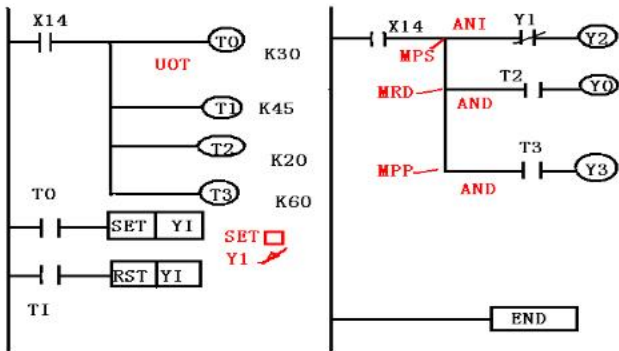 X14
T0
K30
UOT
T1
K45
T2
K20
T3
K60
T0
SET YI
SET
Y1
RST YI
TI
X14
ANI
Y1
Y2
MPS
T2
MRD
Y0
AND
T3
MPP
Y3
AND
END